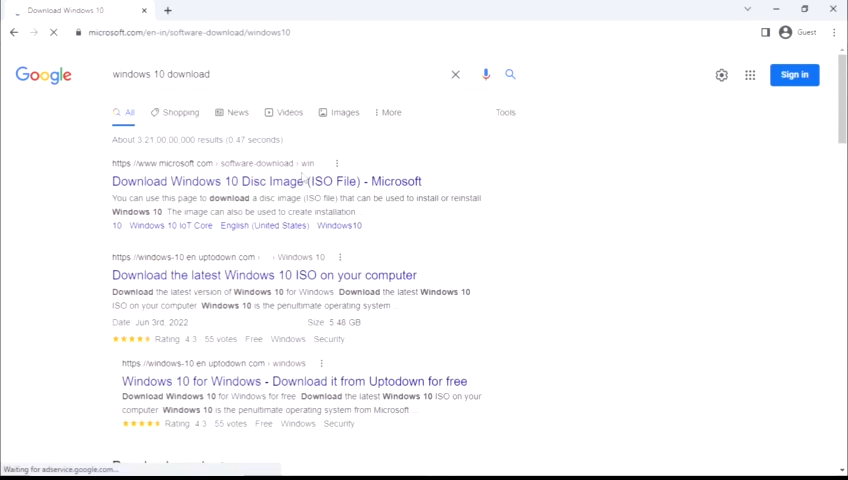 Download Windows 10
microsoft.com/en-in/software-download/windows10
Guest
Google
windows 10 download
Sign in
All Shopping News Videos Images More Tools
About 3 21,00,00,000 results (0.47 seconds)
https //www microsoft com › software-download › win
Download Windows 10 Disc Image (ISO File) - Microsoft
You can use this page to download a disc image (ISO file) that can be used to install or reinstall
Windows 10 The image can also be used to create installation
10 Windows 10 IoT Core English (United States) Windows10
https //windows-10 en uptodown com › › Windows 10
Download the latest Windows 10 ISO on your computer
Download the latest version of Windows 10 for Windows Download the latest Windows 10
ISO on your computer Windows 10 is the penultimate operating system ...
Date Jun 3rd, 2022 Size 5 48 GB
Rating 4 3 55 votes Free Windows Security
https //windows-10 en uptodown com › windows
Windows 10 for Windows - Download it from Uptodown for free
Download Windows 10 for Windows for free Download the latest Windows 10 ISO on your
computer Windows 10 is the penultimate operating system from Microsoft ...
Rating 4 3 55 votes Free Windows Security
Waiting for adservice.google.com...